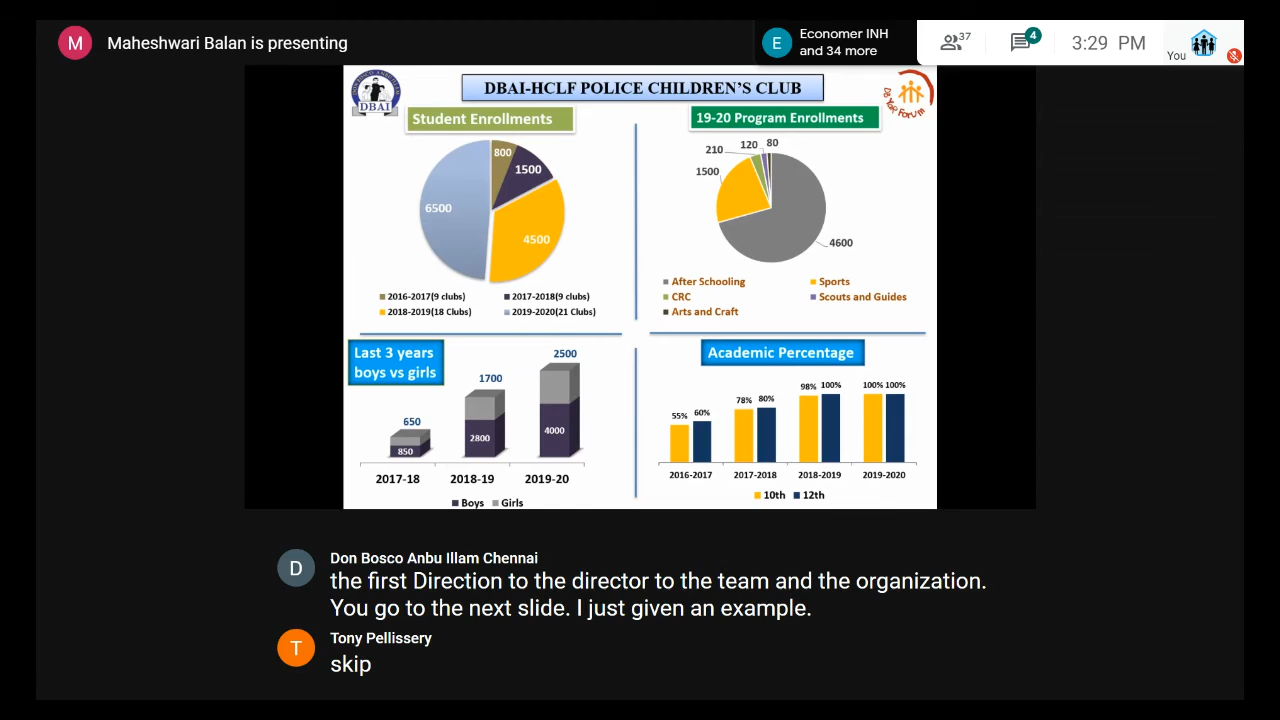 M
Maheshwari Balan is presenting
E
Economer INH
and 34 more
37
4
3:29 PM
You
DBAI
DBAI-HCLF POLICE CHILDREN'S CLUB
Forum
Student Enrollments
800
1500
6500
4500
2016-2017(9 clubs)
2017-2018(9 clubs)
2018-2019(18 Clubs)
2019-2020(21 Clubs)
19-20 Program Enrollments
210
120
80
1500
4600
After Schooling
Sports
CRC
Scouts and Guides
Arts and Craft
Last 3 years
boys vs girls
650
850
1700
2800
2500
4000
2017-18
2018-19
2019-20
Boys
Girls
Academic Percentage
55%
60%
78%
80%
98%
100%
100%
100%
2016-2017
2017-2018
2018-2019
2019-2020
10th
12th
D
Don Bosco Anbu Illam Chennai
the first Direction to the director to the team and the organization.
You go to the next slide. I just given an example.
T
Tony Pellissery
skip